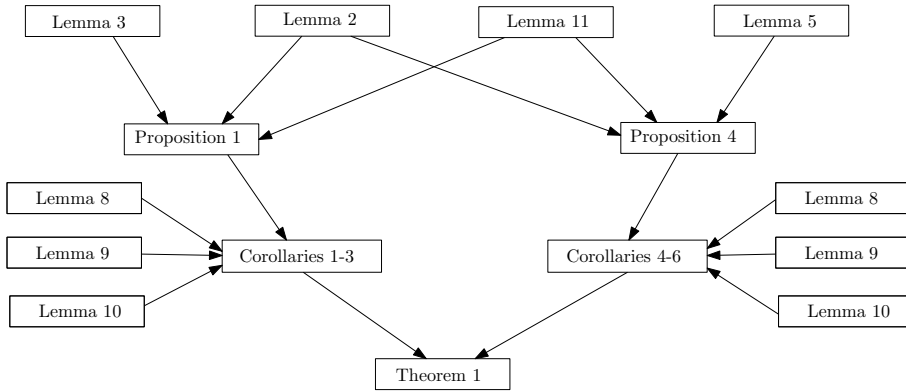 Lemma 3
Lemma 2
Lemma 11
Lemma 5
Proposition 1
Proposition 4
Lemma 8
Lemma 8
Lemma 9
Corollaries 1-3
Corollaries 4-6
Lemma 9
Lemma 10
Lemma 10
Theorem 1